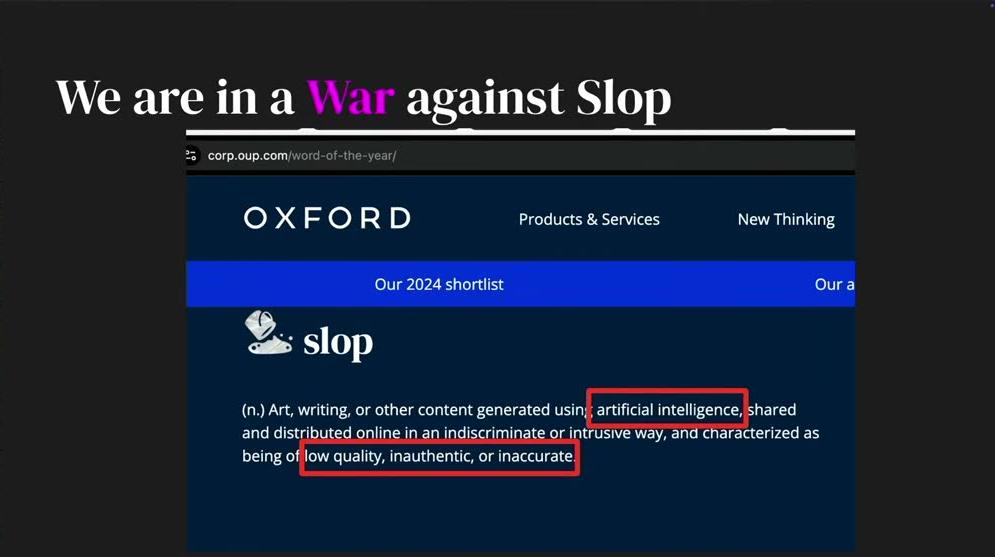 We are in a War against Slop
corp.oup.com/word-of-the-year/
OXFORD Products & Services New Thinking
Our 2024 shortlist Our a
slop
(n.) Art, writing, or other content generated using artificial intelligence, shared
and distributed online in an indiscriminate or intrusive way, and characterized as
being of low quality, inauthentic, or inaccurate.